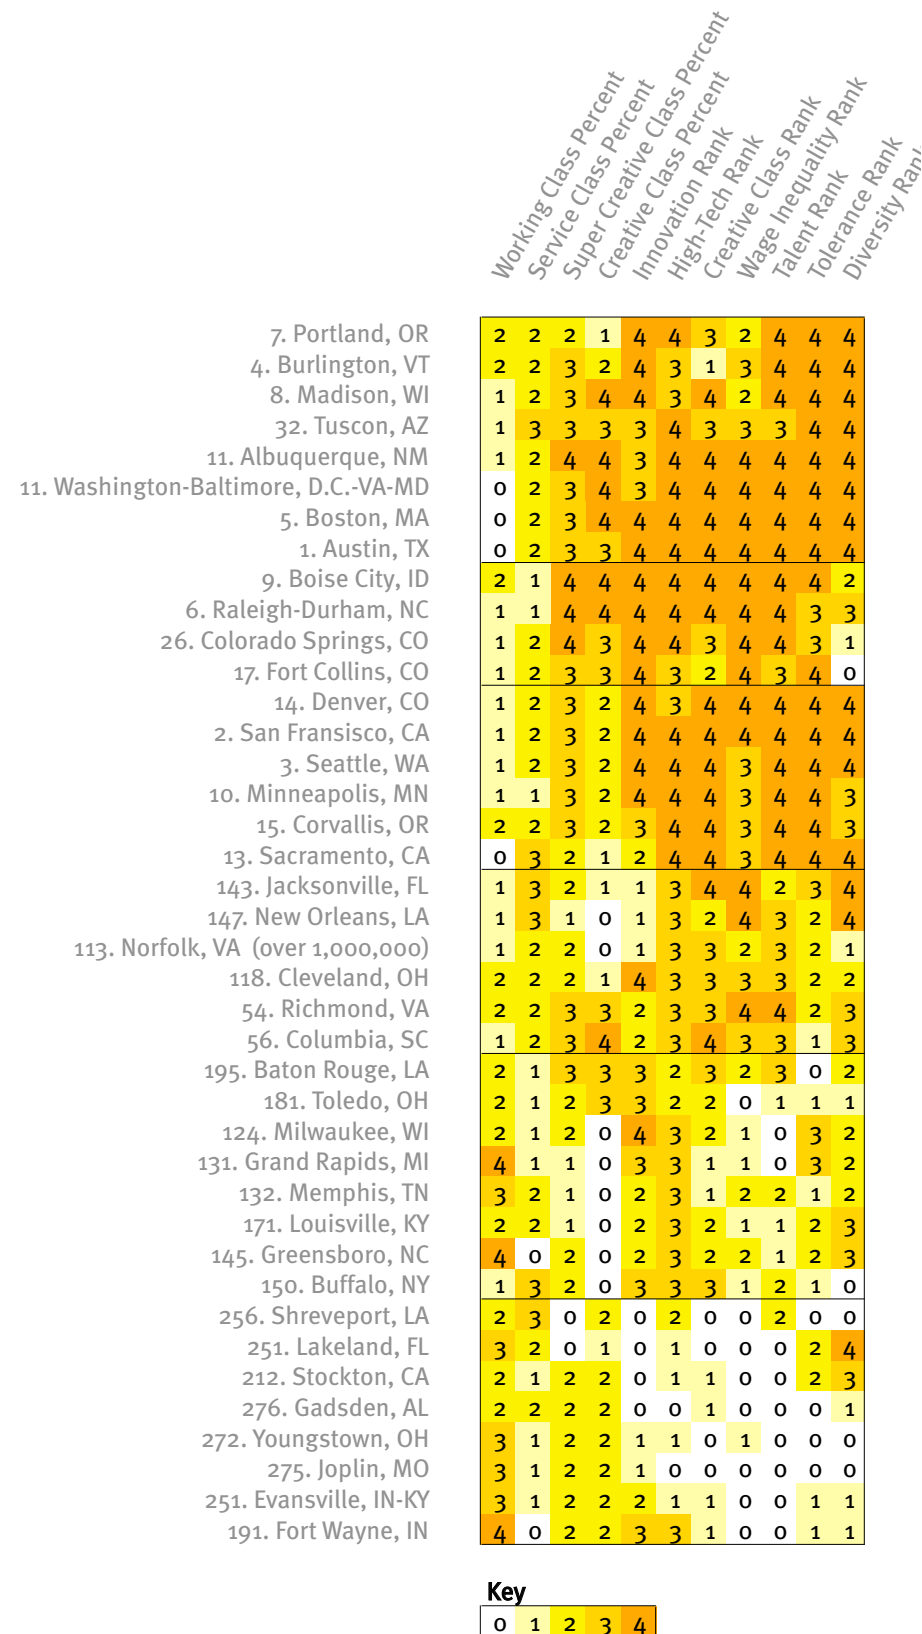 Working Class Percent
Service Class Percent
Super Creative Class Percent
Creative Class Percent
Innovation Rank
High-Tech Rank
Creative Class Rank
Wage Inequality Rank
Talent Rank
Tolerance Rank
Diversity Rank
7. Portland, OR 2 2 2 1 4 4 3 2 4 4 4
4. Burlington, VT 2 2 3 2 4 3 1 3 4 4 4
8. Madison, WI 1 2 3 4 4 3 4 2 4 4 4
32. Tuscon, AZ 1 3 3 3 3 4 3 3 3 4 4
11. Albuquerque, NM 1 2 4 4 3 4 4 4 4 4 4
11. Washington-Baltimore, D.C.-VA-MD 0 2 3 4 3 4 4 4 4 4 4
5. Boston, MA 0 2 3 4 4 4 4 4 4 4 4
1. Austin, TX 0 2 3 3 4 4 4 4 4 4 4
9. Boise City, ID 2 1 4 4 4 4 4 4 4 4 2
6. Raleigh-Durham, NC 1 1 4 4 4 4 4 4 4 3 3
26. Colorado Springs, CO 1 2 4 3 4 4 3 4 4 3 1
17. Fort Collins, CO 1 2 3 3 4 3 2 4 3 4 0
14. Denver, CO 1 2 3 2 4 3 4 4 4 4 4
2. San Fransisco, CA 1 2 3 2 4 4 4 4 4 4 4
3. Seattle, WA 1 2 3 2 4 4 4 3 4 4 4
10. Minneapolis, MN 1 1 3 2 4 4 4 3 4 4 3
15. Corvallis, OR 2 2 3 2 3 4 4 3 4 4 3
13. Sacramento, CA 0 3 2 1 2 4 4 3 4 4 4
143. Jacksonville, FL 1 3 2 1 1 3 4 4 2 3 4
147. New Orleans, LA 1 3 1 0 1 3 2 4 3 2 4
113. Norfolk, VA (over 1,000,000) 1 2 2 0 1 3 3 2 3 2 1
118. Cleveland, OH 2 2 2 1 4 3 3 3 3 2 2
54. Richmond, VA 2 2 3 3 2 3 3 4 4 2 3
56. Columbia, SC 1 2 3 4 2 3 4 3 3 1 3
195. Baton Rouge, LA 2 1 3 3 3 2 3 2 3 0 2
181. Toledo, OH 2 1 2 3 3 2 2 0 1 1 1
124. Milwaukee, WI 2 1 2 0 4 3 2 1 0 3 2
131. Grand Rapids, MI 4 1 1 0 3 3 1 1 0 3 2
132. Memphis, TN 3 2 1 0 2 3 1 2 2 1 2
171. Louisville, KY 2 2 1 0 2 3 2 1 1 2 3
145. Greensboro, NC 4 0 2 0 2 3 2 2 1 2 3
150. Buffalo, NY 1 3 2 0 3 3 3 1 2 1 0
256. Shreveport, LA 2 3 0 2 0 2 0 0 2 0 0
251. Lakeland, FL 3 2 0 1 0 1 0 0 0 2 4
212. Stockton, CA 2 1 2 2 0 1 1 0 0 2 3
276. Gadsden, AL 2 2 2 2 0 0 1 0 0 0 1
272. Youngstown, OH 3 1 2 2 1 1 0 1 0 0 0
275. Joplin, MO 3 1 2 2 1 0 0 0 0 0 0
251. Evansville, IN-KY 3 1 2 2 2 1 1 0 0 1 1
191. Fort Wayne, IN 4 0 2 2 3 3 1 0 0 1 1
Key
0 1 2 3 4